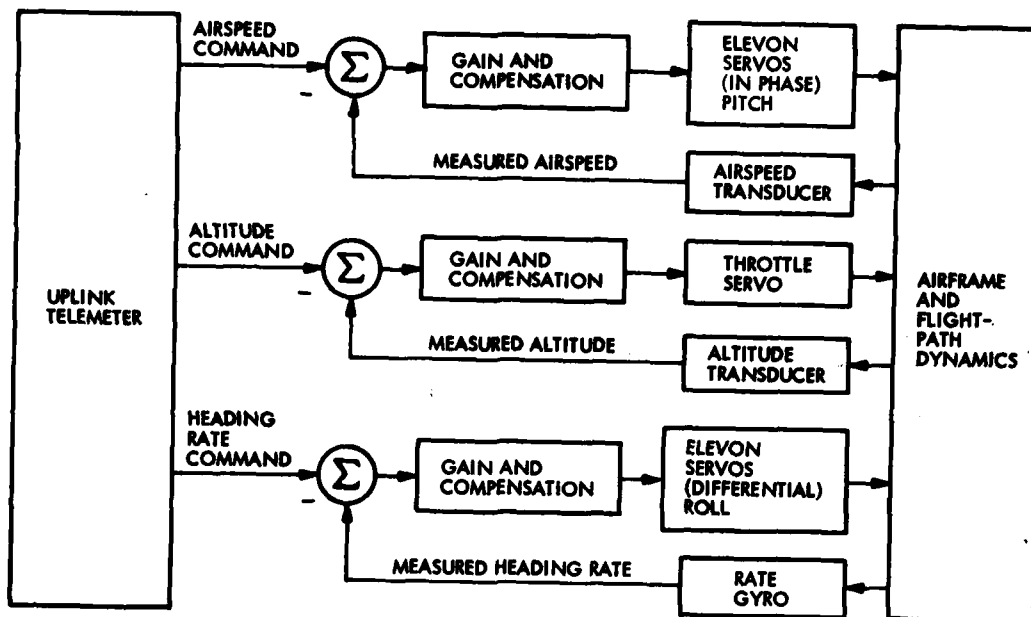 UPLINK
TELEMETER
AIRSPEED
COMMAND
Σ
−
GAIN AND
COMPENSATION
ELEVON
SERVOS
(IN PHASE)
PITCH
MEASURED AIRSPEED
AIRSPEED
TRANSDUCER
ALTITUDE
COMMAND
Σ
−
GAIN AND
COMPENSATION
THROTTLE
SERVO
MEASURED ALTITUDE
ALTITUDE
TRANSDUCER
HEADING
RATE
COMMAND
Σ
−
GAIN AND
COMPENSATION
ELEVON
SERVOS
(DIFFERENTIAL)
ROLL
MEASURED HEADING RATE
RATE
GYRO
AIRFRAME
AND
FLIGHT-
PATH
DYNAMICS